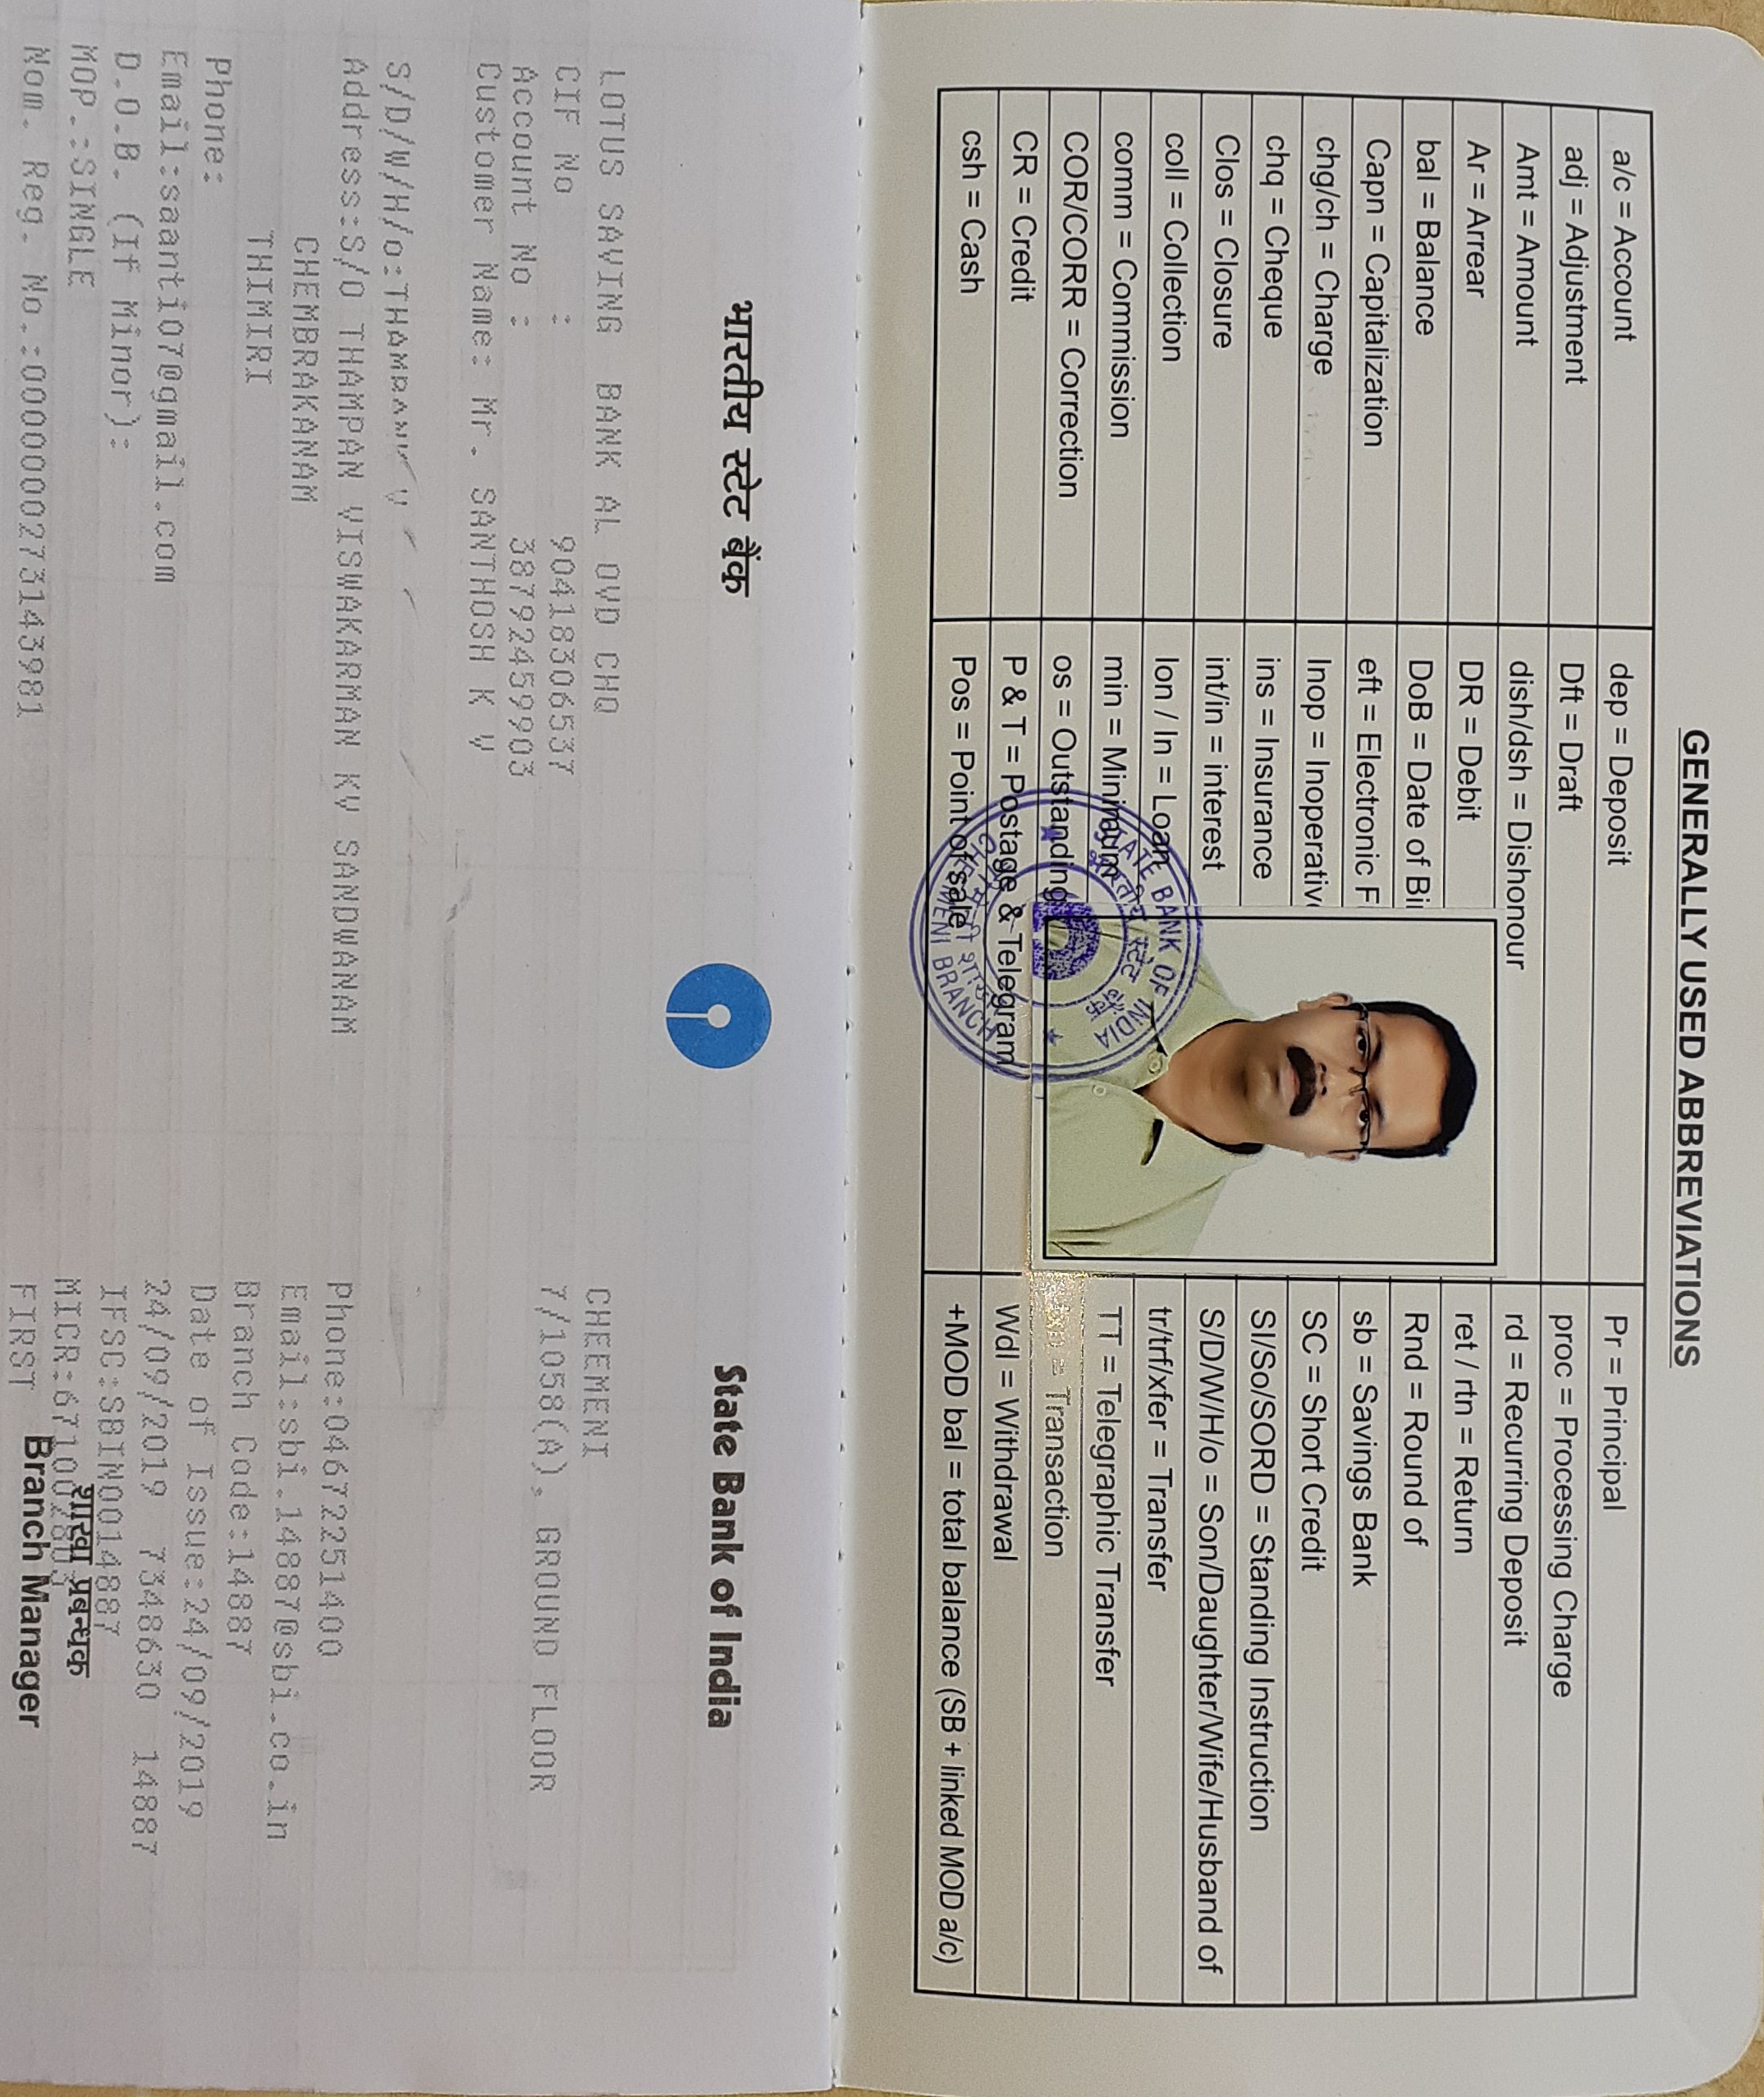 GENERALLY USED ABBREVIATIONS
a/c = Account dep = Deposit Pr = Principal
adj = Adjustment Dft = Draft proc = Processing Charge
Amt = Amount dish/dsh = Dishonour rd = Recurring Deposit
Ar = Arrear DR = Debit ret / rtn = Return
bal = Balance DoB = Date of Bi Rnd = Round of
Capn = Capitalization eft = Electronic F sb = Savings Bank
chg/ch = Charge Inop = Inoperativ SC = Short Credit
chq = Cheque ins = Insurance SI/So/SORD = Standing Instruction
Clos = Closure int/in = interest S/D/W/H/o = Son/Daughter/Wife/Husband of
coll = Collection lon / ln = Loan tr/trf/xfer = Transfer
comm = Commission min = Minimum TT = Telegraphic Transfer
COR/CORR = Correction os = Outstanding = Transaction
CR = Credit P & T = Postage & Telegram Wdl = Withdrawal
csh = Cash Pos = Point of sale +MOD bal = total balance (SB + linked MOD a/c)
STATE BANK OF INDIA
भारतीय स्टेट बैंक
CHEEMENI BRANCH
भारतीय स्टेट बैंक State Bank of India
LOTUS SAVING BANK AL OVD CHQ CHEEMENI
CIF No : 90418306537 7/1058(A), GROUND FLOOR
Account No : 38792459903
Customer Name: Mr. SANTHOSH K V
S/D/W/H/o:THAMPAN V
Address:S/O THAMPAN VISWAKARMAN KV SANDWANAM Phone:04672251400
CHEMBRAKANAM Email:sbi.14887@sbi.co.in
THIMIRI Branch Code:14887
Phone: Date of Issue:24/09/2019
Email:saanti07@gmail.com 24/09/2019 7348630 14887
D.O.B. (If Minor): IFSC:SBIN0014887
MOP.:SINGLE MICR:671002803
शाखा प्रबन्धक
Nom. Reg. No.:0000000273143981 FIRST
Branch Manager